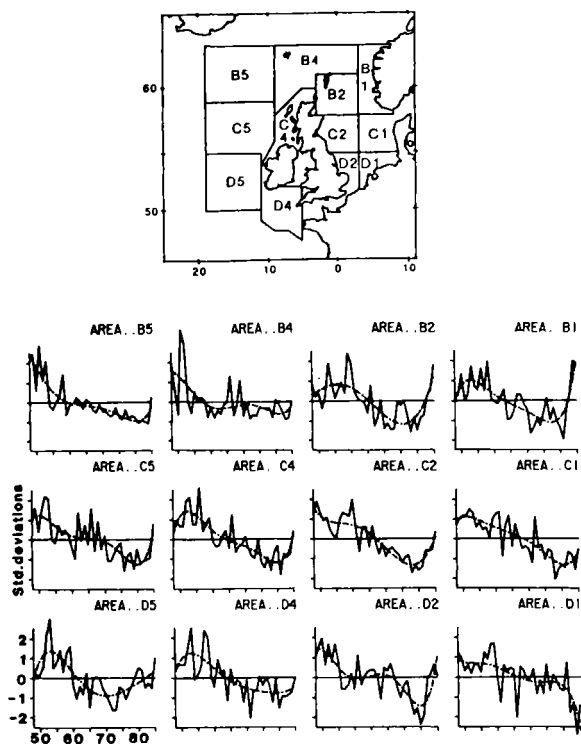 60
50
20
10
0
10
B5
B4
B
1
B2
C5
C
4
C2
C1
D5
D2
D1
D4
AREA..B5
AREA..B4
AREA..B2
AREA. B1
AREA..C5
AREA. C4
AREA..C2
AREA..C1
Std.deviations
AREA..D5
AREA..D4
AREA..D2
AREA..D1
2
1
0
-1
-2
50 60 70 80